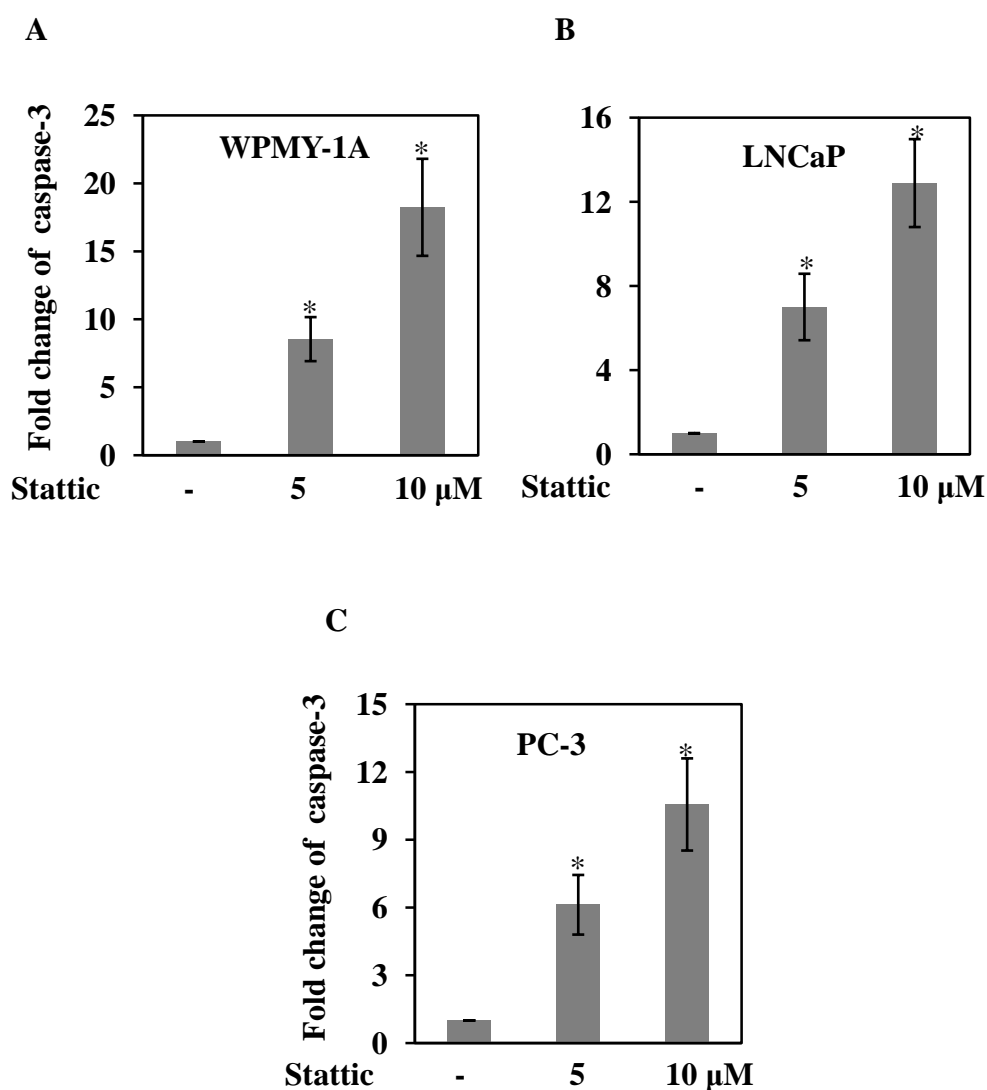 A
B
Fold change of caspase-3
25
20
15
10
5
0
WPMY-1A
*
*
Stattic - 5 10 μM
16
12
8
4
0
LNCaP
*
*
Stattic - 5 10 μM
C
Fold change of caspase-3
15
12
9
6
3
0
PC-3
*
*
Stattic - 5 10 μM